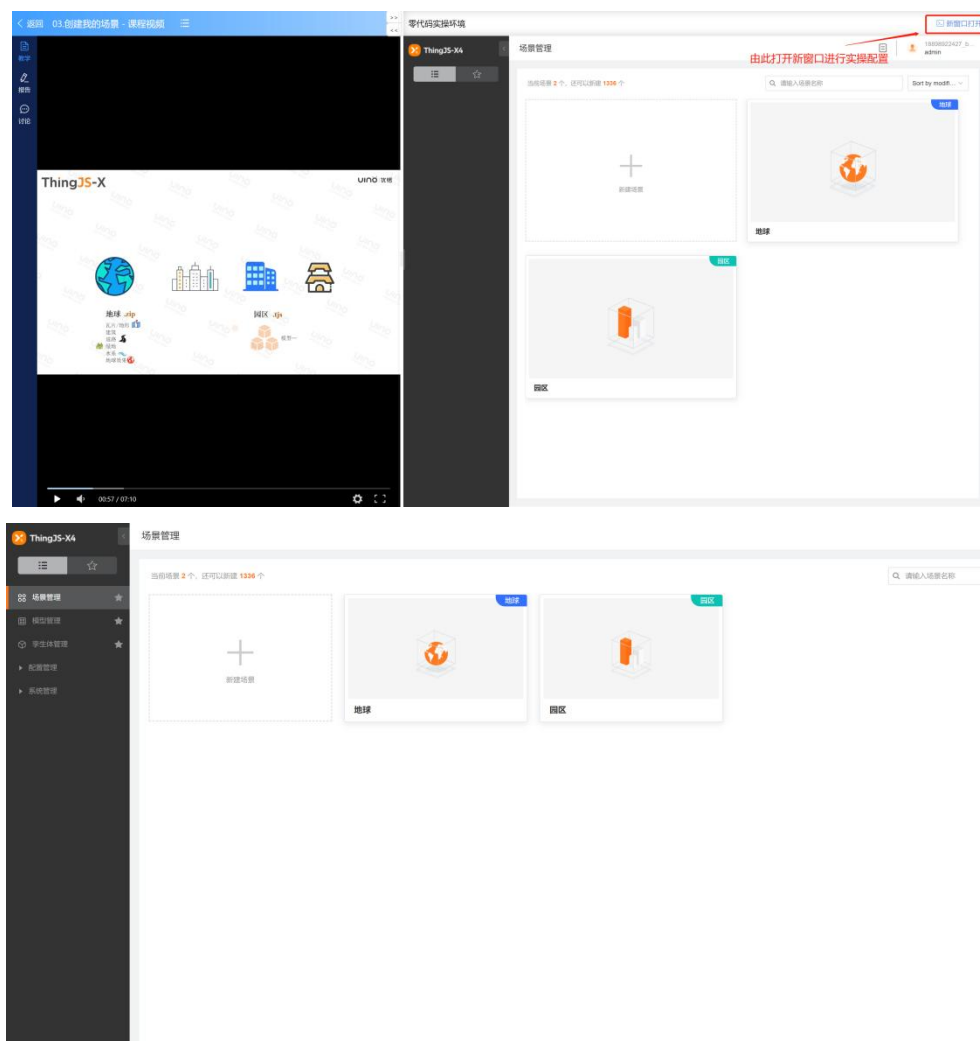 返回 03.创建我的场景 - 课程视频
>>
<<
零代码实操环境
新窗口打开
教学
报告
讨论
ThingJS-X4
场景管理
由此打开新窗口进行实操配置
admin
当前场景 2 个，还可以新建 1336 个
请输入场景名称
Sort by modifi...
新建场景
地球
地球
园区
园区
ThingJS-X
uino 优锘
地球 .zip
园区 .tjs
模型一
00:57 / 07:10
ThingJS-X4
场景管理
场景管理
模型管理
孪生体管理
配置管理
系统管理
当前场景 2 个，还可以新建 1336 个
请输入场景名称
新建场景
地球
地球
园区
园区